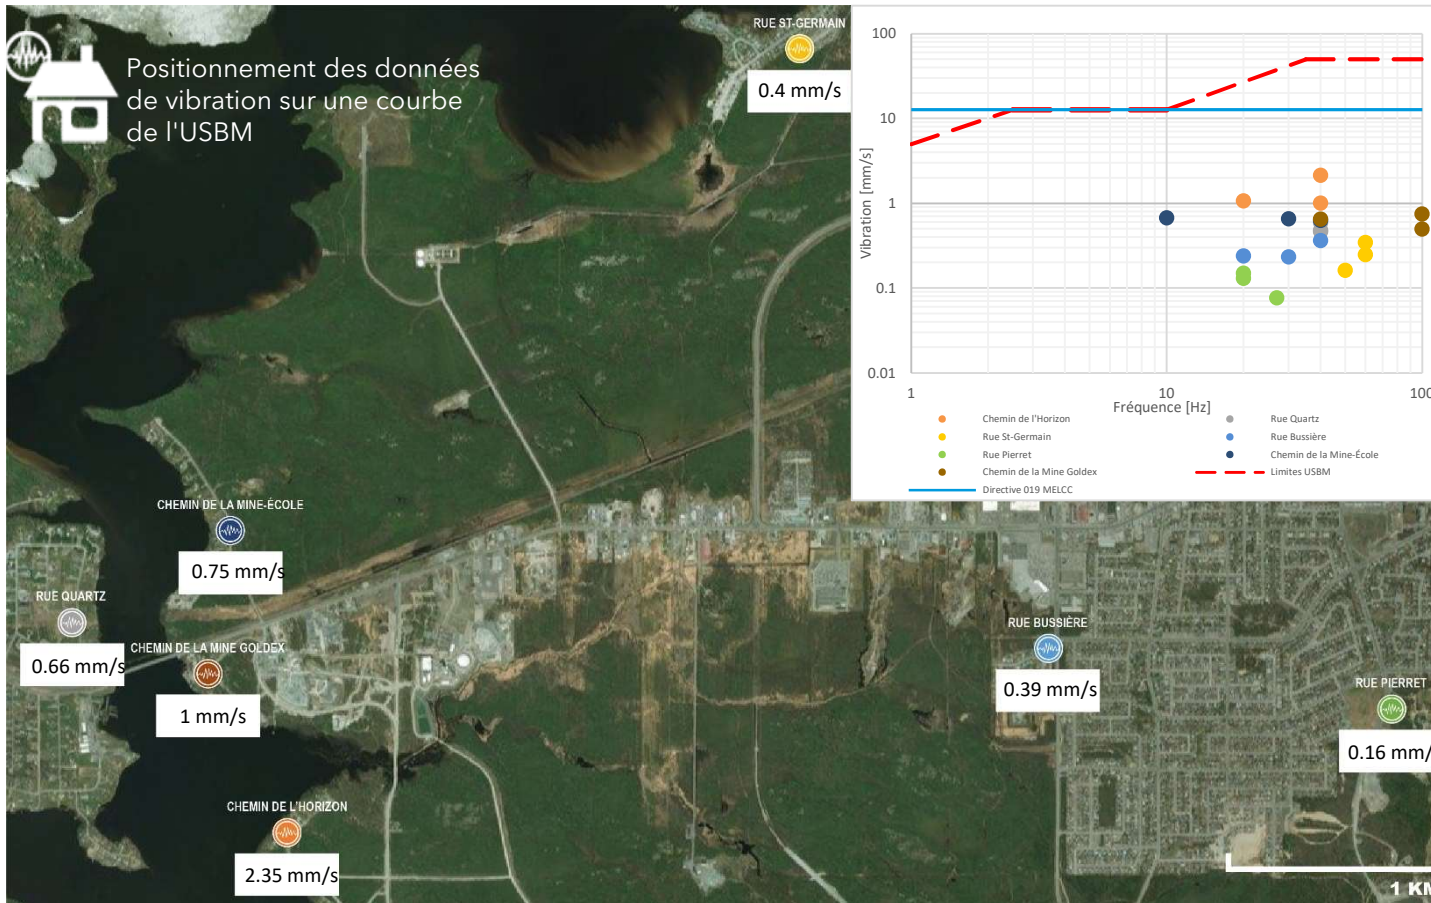 Positionnement des données
de vibration sur une courbe
de l'USBM
RUE ST-GERMAIN
0.4 mm/s
100
10
1
0.1
0.01
Vibration [mm/s]
1
10
100
Fréquence [Hz]
Chemin de l'Horizon
Rue Quartz
Rue St-Germain
Rue Bussière
Rue Pierret
Chemin de la Mine-École
Chemin de la Mine Goldex
Limites USBM
Directive 019 MELCC
CHEMIN DE LA MINE-ÉCOLE
0.75 mm/s
RUE QUARTZ
0.66 mm/s
CHEMIN DE LA MINE GOLDEX
1 mm/s
RUE BUSSIÈRE
0.39 mm/s
RUE PIERRET
0.16 mm/
CHEMIN DE L'HORIZON
2.35 mm/s
1 KM